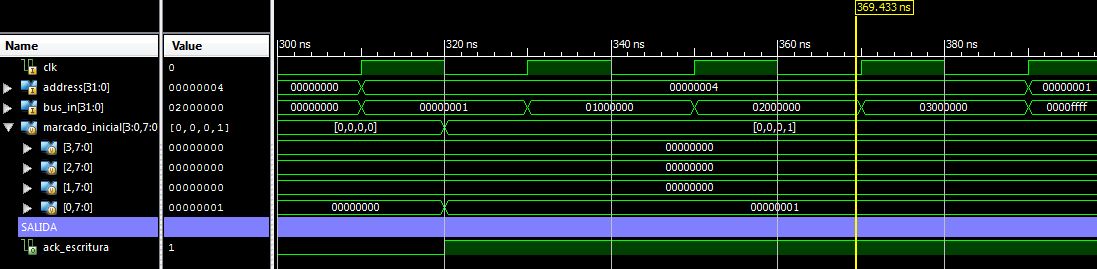 369.433 ns
Name Value 300 ns 320 ns 340 ns 360 ns 380 ns
clk 0
address[31:0] 00000004 00000000 00000004 00000001
bus_in[31:0] 02000000 00000000 00000001 01000000 02000000 03000000 0000ffff
marcado_inicial[3:0,7:0 [0,0,0,1] [0,0,0,0] [0,0,0,1]
[3,7:0] 00000000 00000000
[2,7:0] 00000000 00000000
[1,7:0] 00000000 00000000
[0,7:0] 00000001 00000000 00000001
SALIDA
ack_escritura 1